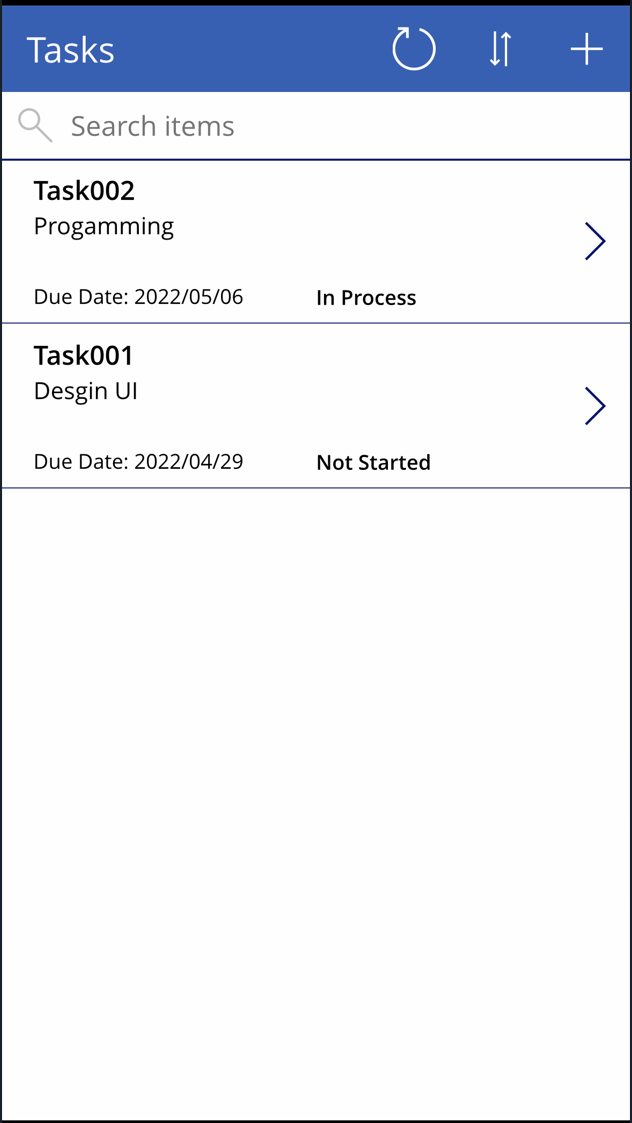 Tasks
Search items
Task002
Progamming
Due Date: 2022/05/06 In Process
Task001
Desgin UI
Due Date: 2022/04/29 Not Started